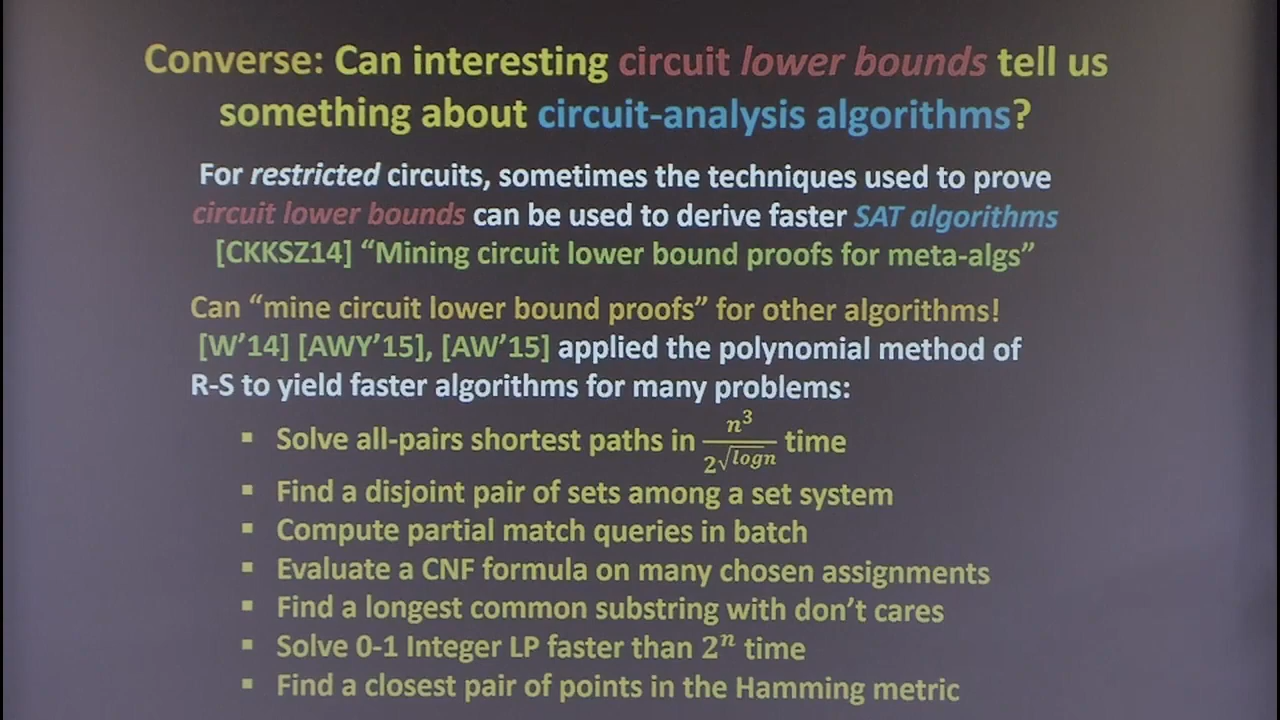 Converse: Can interesting circuit lower bounds tell us
something about circuit-analysis algorithms?
For restricted circuits, sometimes the techniques used to prove
circuit lower bounds can be used to derive faster SAT algorithms
[CKKSZ14] “Mining circuit lower bound proofs for meta-algs”
Can “mine circuit lower bound proofs” for other algorithms!
[W’14] [AWY’15], [AW’15] applied the polynomial method of
R-S to yield faster algorithms for many problems:
▪ Solve all-pairs shortest paths in n³/2^√logn time
▪ Find a disjoint pair of sets among a set system
▪ Compute partial match queries in batch
▪ Evaluate a CNF formula on many chosen assignments
▪ Find a longest common substring with don’t cares
▪ Solve 0-1 Integer LP faster than 2ⁿ time
▪ Find a closest pair of points in the Hamming metric